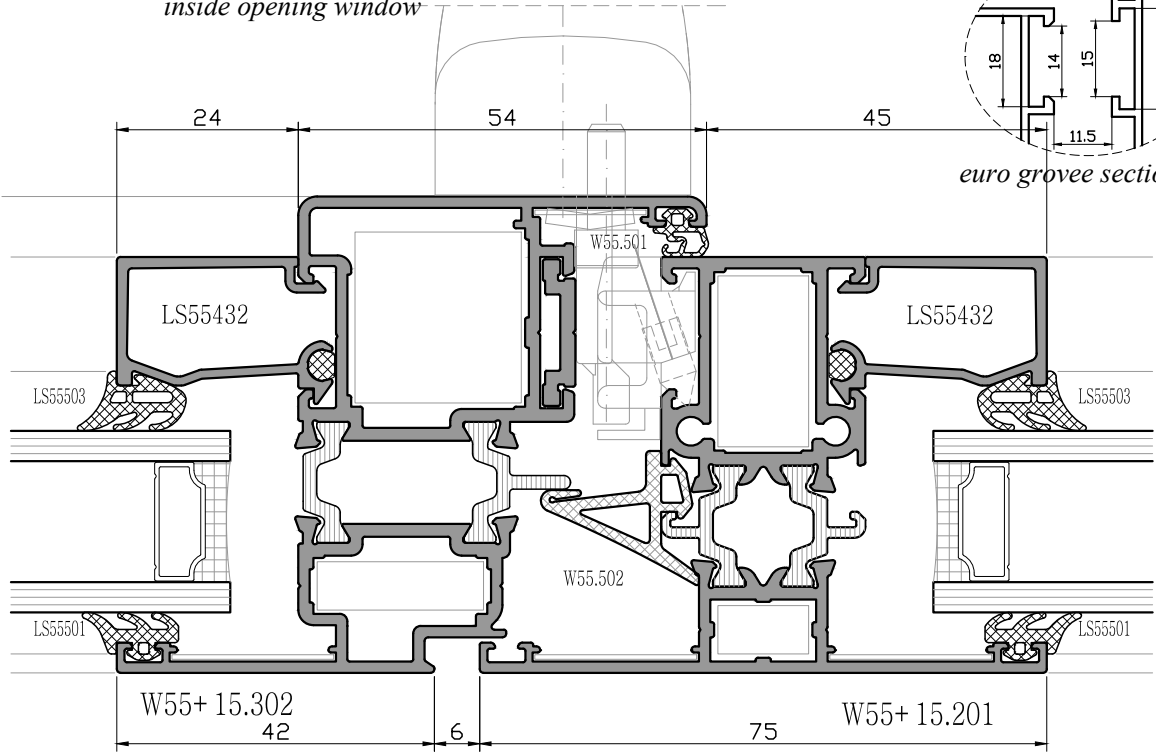 inside opening window
18
14
15
11.5
euro grovee sectio
24
54
45
W55.501
LS55432
LS55432
LS55503
LS55503
W55.502
LS55501
LS55501
W55+ 15.302
W55+ 15.201
42
6
75